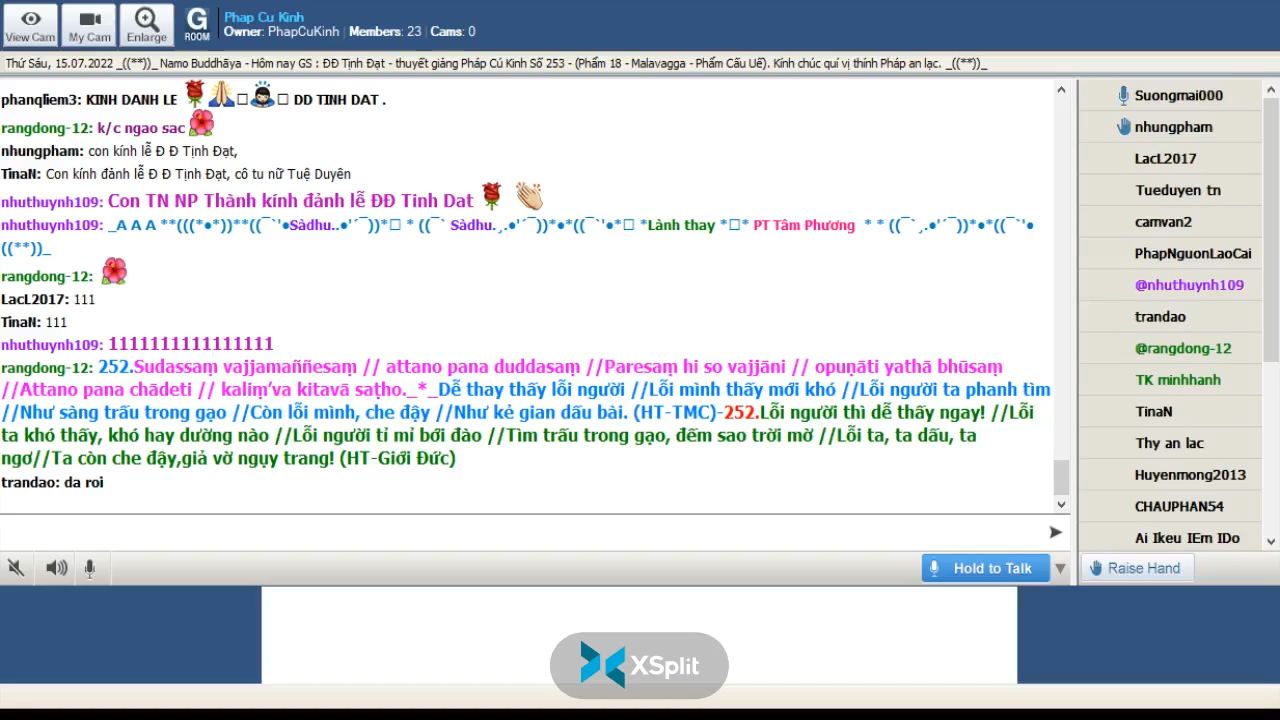 View Cam
My Cam
Enlarge
G
ROOM
Phap Cu Kinh
Owner: PhapCuKinh | Members: 23 | Cams: 0
Thứ Sáu, 15.07.2022 _((**))_ Namo Buddhāya - Hôm nay GS : ĐĐ Tịnh Đạt - thuyết giảng Pháp Cú Kinh Số 253 - (Phẩm 18 - Malavagga - Phẩm Cấu Uế). Kính chúc quí vị thính Pháp an lạc. _((**))_
phanqliem3: KINH DANH LE 🌹🙏□🙇□ DD TINH DAT .
rangdong-12: k/c ngao sac🌺
nhungpham: con kính lễ Đ Đ Tịnh Đạt,
TinaN: Con kính đảnh lễ Đ Đ Tịnh Đạt, cô tu nữ Tuệ Duyên
nhuthuynh109: Con TN NP Thành kính đảnh lễ ĐĐ Tinh Dat 🌹 👏
nhuthuynh109: _A A A **(((*•*))**((¯`'•Sàdhu..•'´¯))*□ * ((¯` Sàdhu.¸.•'´¯))*•*((¯`'•*□ *Lành thay *□* PT Tâm Phương * * ((¯`¸.•'´¯))*•*((¯`'•
((**))_
rangdong-12: 🌺
LacL2017: 111
TinaN: 111
nhuthuynh109: 1111111111111111
rangdong-12: 252.Sudassaṃ vajjamaññesaṃ // attano pana duddasaṃ //Paresaṃ hi so vajjāni // opuṇāti yathā bhūsaṃ
//Attano pana chādeti // kaliṃ'va kitavā saṭho._*_Dễ thay thấy lỗi người //Lỗi mình thấy mới khó //Lỗi người ta phanh tìm
//Như sàng trấu trong gạo //Còn lỗi mình, che đậy //Như kẻ gian dấu bài. (HT-TMC)-252.Lỗi người thì dễ thấy ngay! //Lỗi
ta khó thấy, khó hay dường nào //Lỗi người tỉ mỉ bới đào //Tìm trấu trong gạo, đếm sao trời mờ //Lỗi ta, ta dấu, ta
ngơ//Ta còn che đậy,giả vờ ngụy trang! (HT-Giới Đức)
trandao: da roi
Suongmai000
nhungpham
LacL2017
Tueduyen tn
camvan2
PhapNguonLaoCai
@nhuthuynh109
trandao
@rangdong-12
TK minhhanh
TinaN
Thy an lac
Huyenmong2013
CHAUPHAN54
Ai Ikeu IEm IDo
Hold to Talk
Raise Hand
XSplit